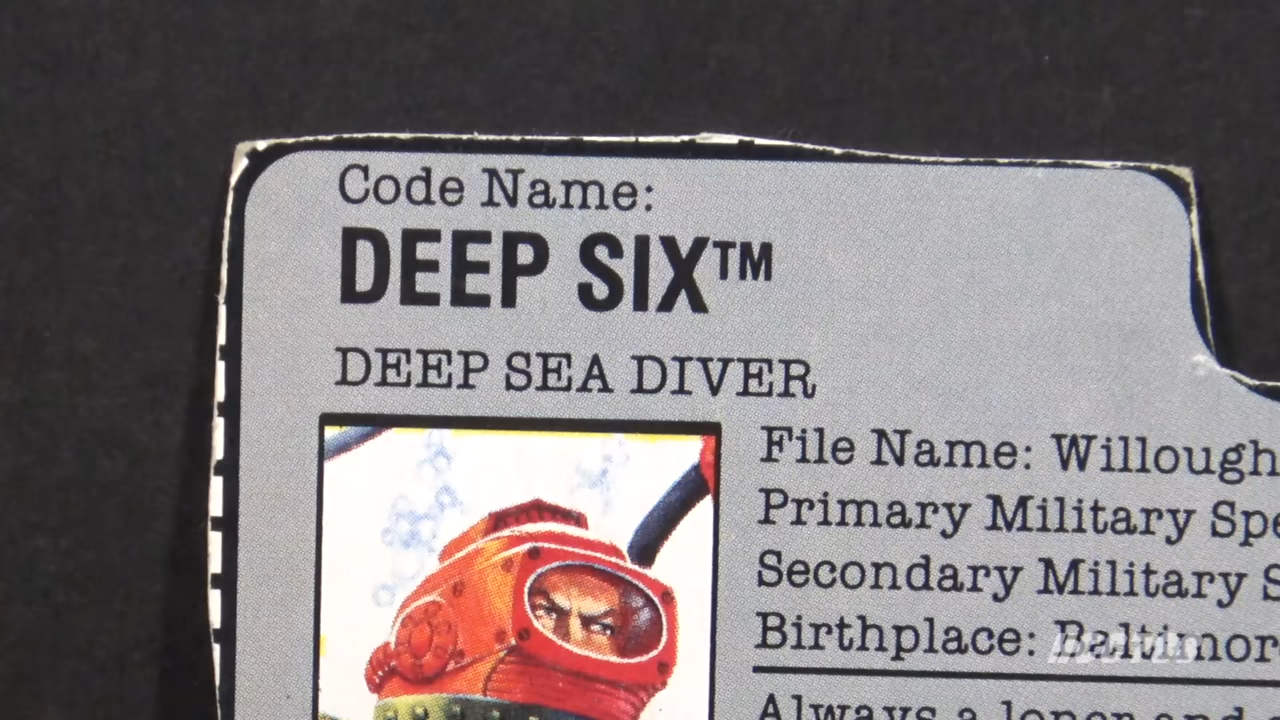 Code Name:
DEEP SIX™
DEEP SEA DIVER
File Name: Willough
Primary Military Spe
Secondary Military S
Birthplace: Baltimor
Always a loner and